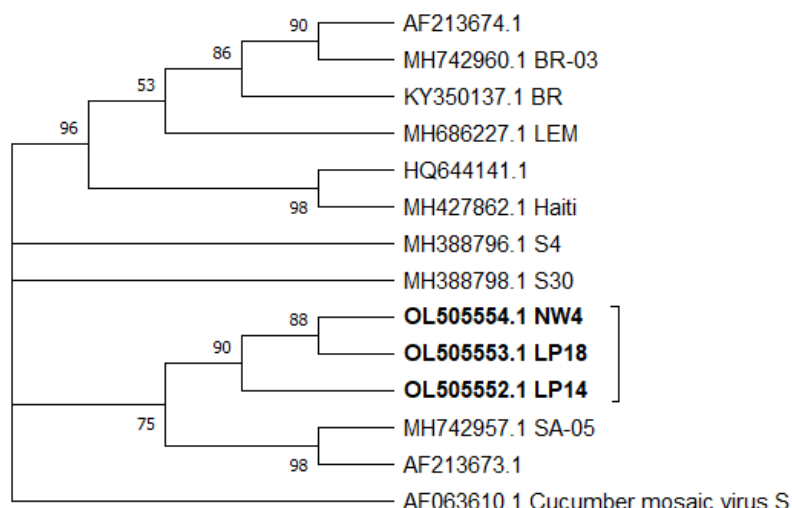 90
AF213674.1
86
MH742960.1 BR-03
53
KY350137.1 BR
96
MH686227.1 LEM
HQ644141.1
98
MH427862.1 Haiti
MH388796.1 S4
MH388798.1 S30
88
OL505554.1 NW4
90
OL505553.1 LP18
OL505552.1 LP14
75
MH742957.1 SA-05
98
AF213673.1
AF063610.1 Cucumber mosaic virus S